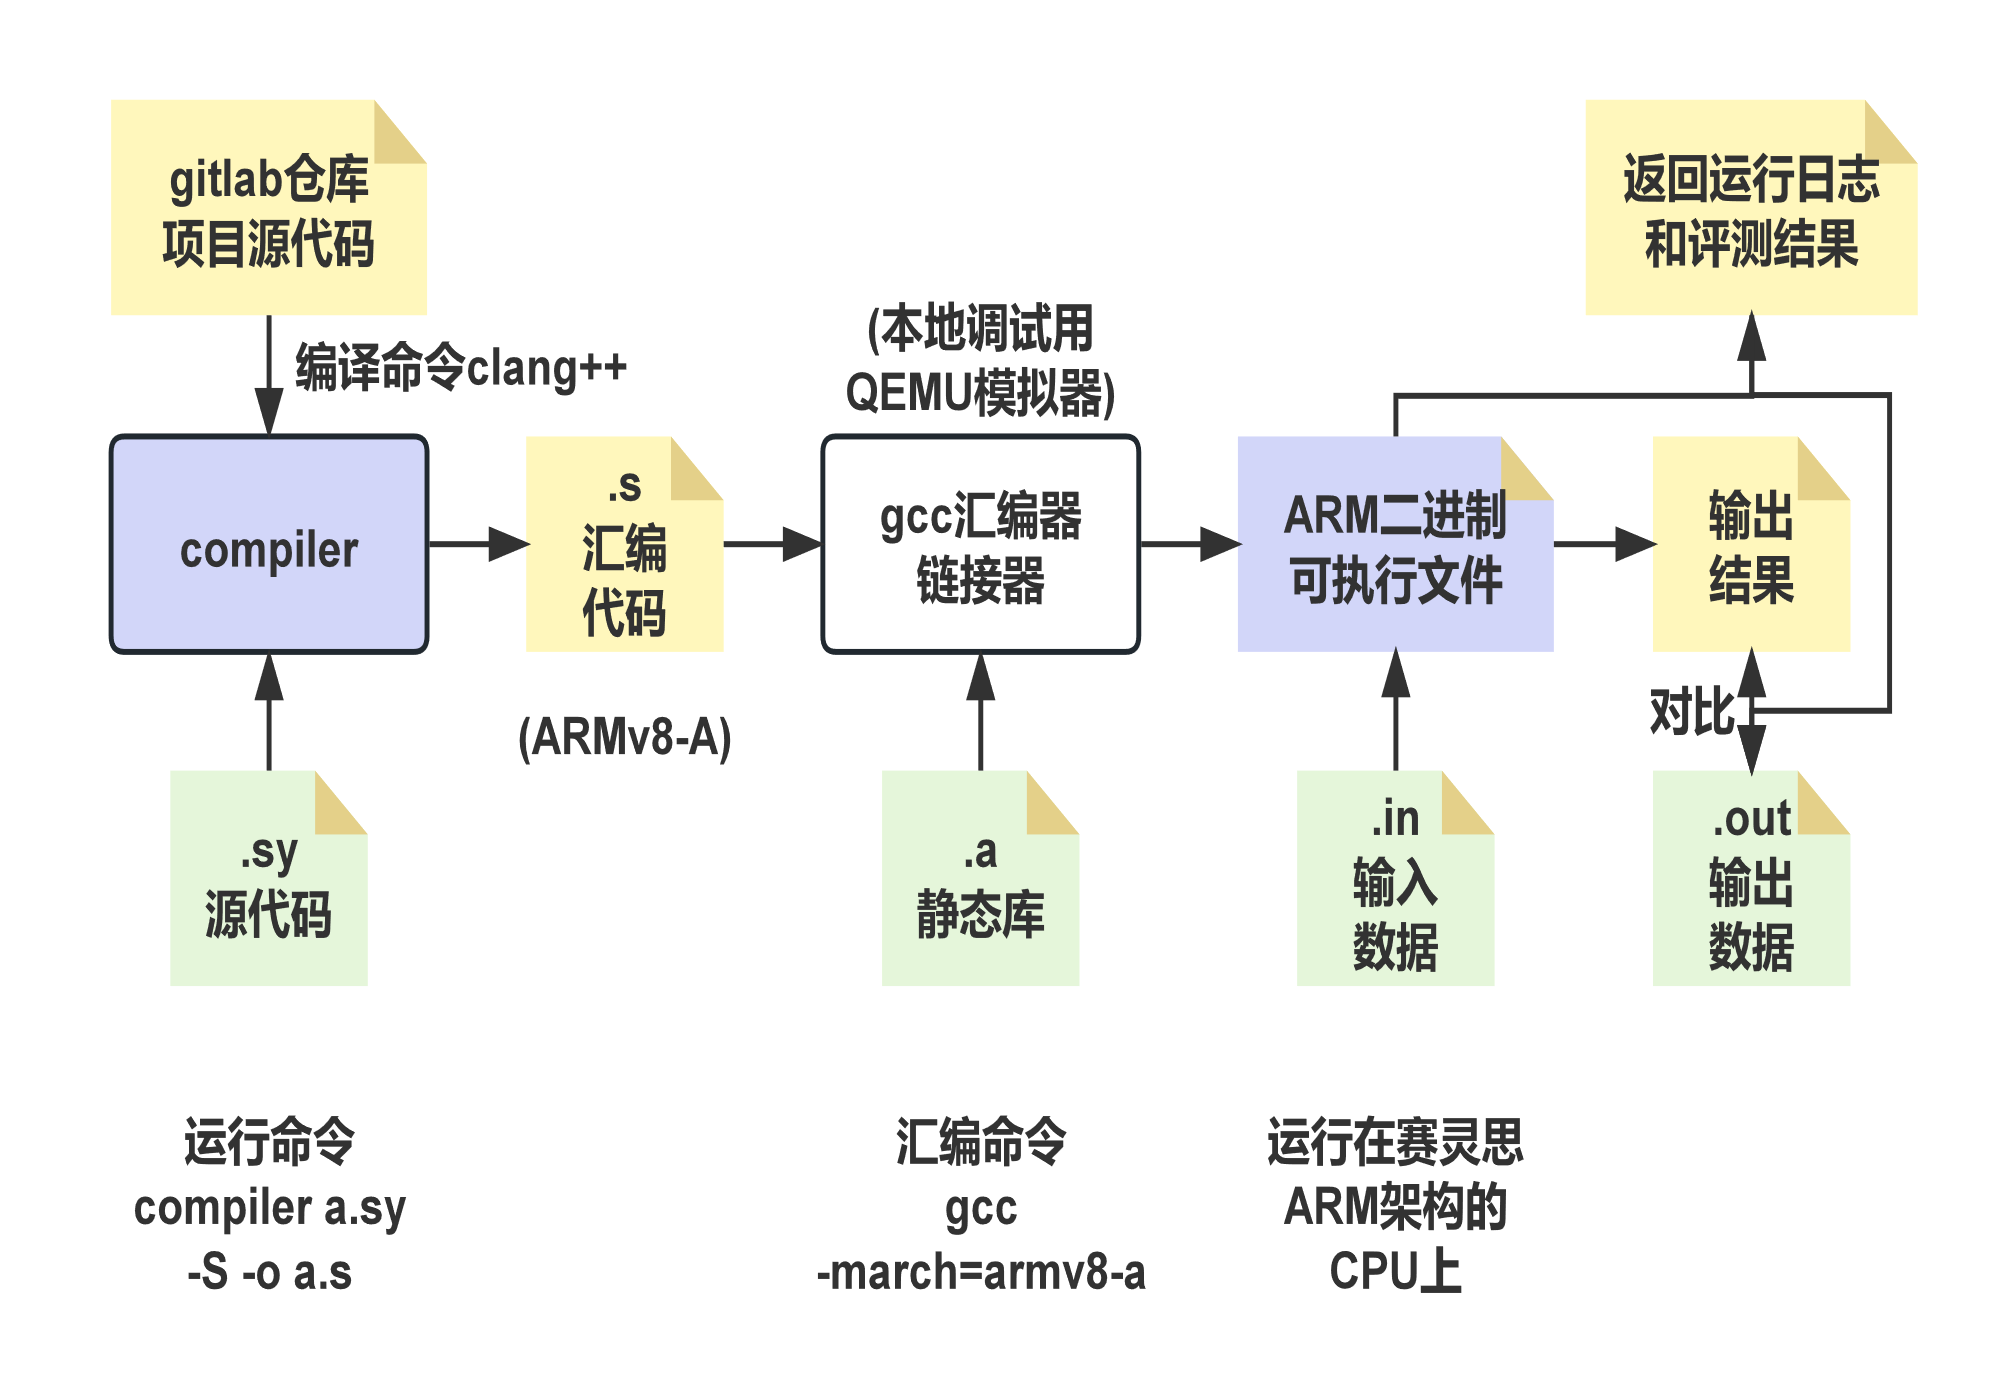 gitlab仓库
项目源代码
返回运行日志
和评测结果
编译命令clang++
(本地调试用
QEMU模拟器)
compiler
.s
汇编
代码
gcc汇编器
链接器
ARM二进制
可执行文件
输出
结果
(ARMv8-A)
对比
.sy
源代码
.a
静态库
.in
输入
数据
.out
输出
数据
运行命令
compiler a.sy
-S -o a.s
汇编命令
gcc
-march=armv8-a
运行在赛灵思
ARM架构的
CPU上